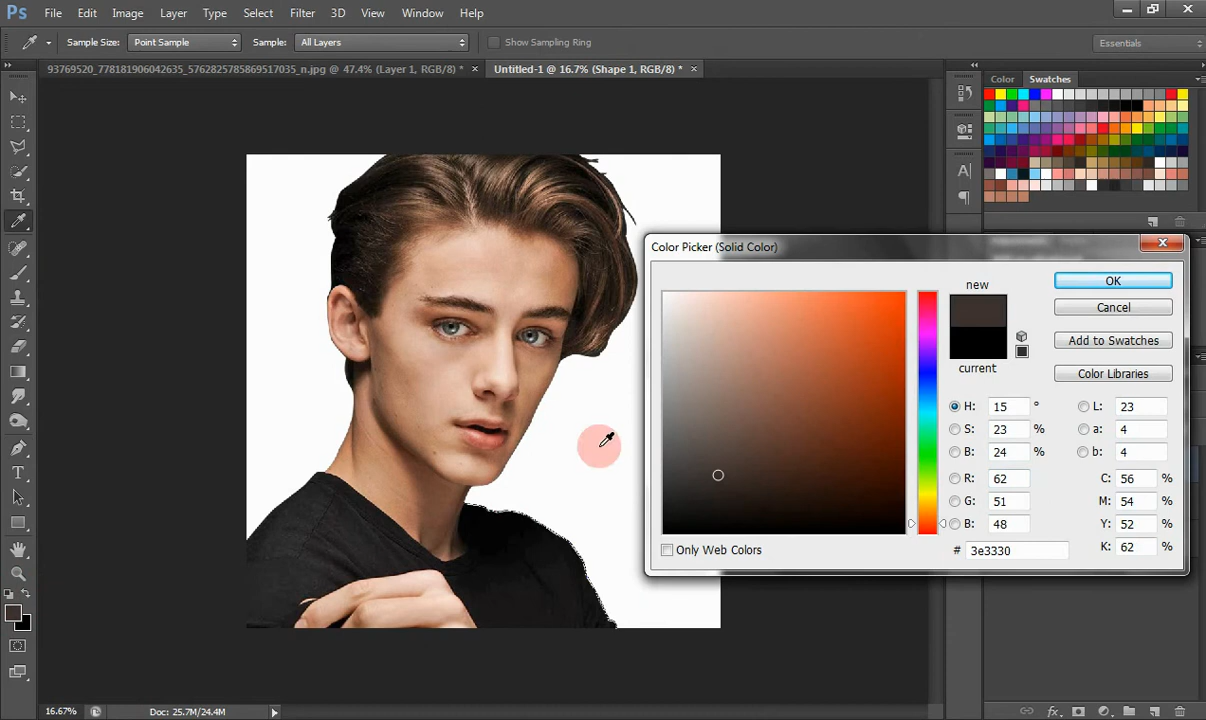 Ps File Edit Image Layer Type Select Filter 3D View Window Help
Sample Size: Point Sample Sample: All Layers Show Sampling Ring Essentials
93769520_778181906042635_5762825785869517035_n.jpg @ 47.4% (Layer 1, RGB/8) * × Untitled-1 @ 16.7% (Shape 1, RGB/8) * × Color Swatches
Color Picker (Solid Color)
new
OK
Cancel
Add to Swatches
current
Color Libraries
H: 15 ° L: 23
S: 23 % a: 4
B: 24 % b: 4
R: 62 C: 56 %
G: 51 M: 54 %
B: 48 Y: 52 %
# 3e3330 K: 62 %
Only Web Colors
16.67% Doc: 25.7M/24.4M